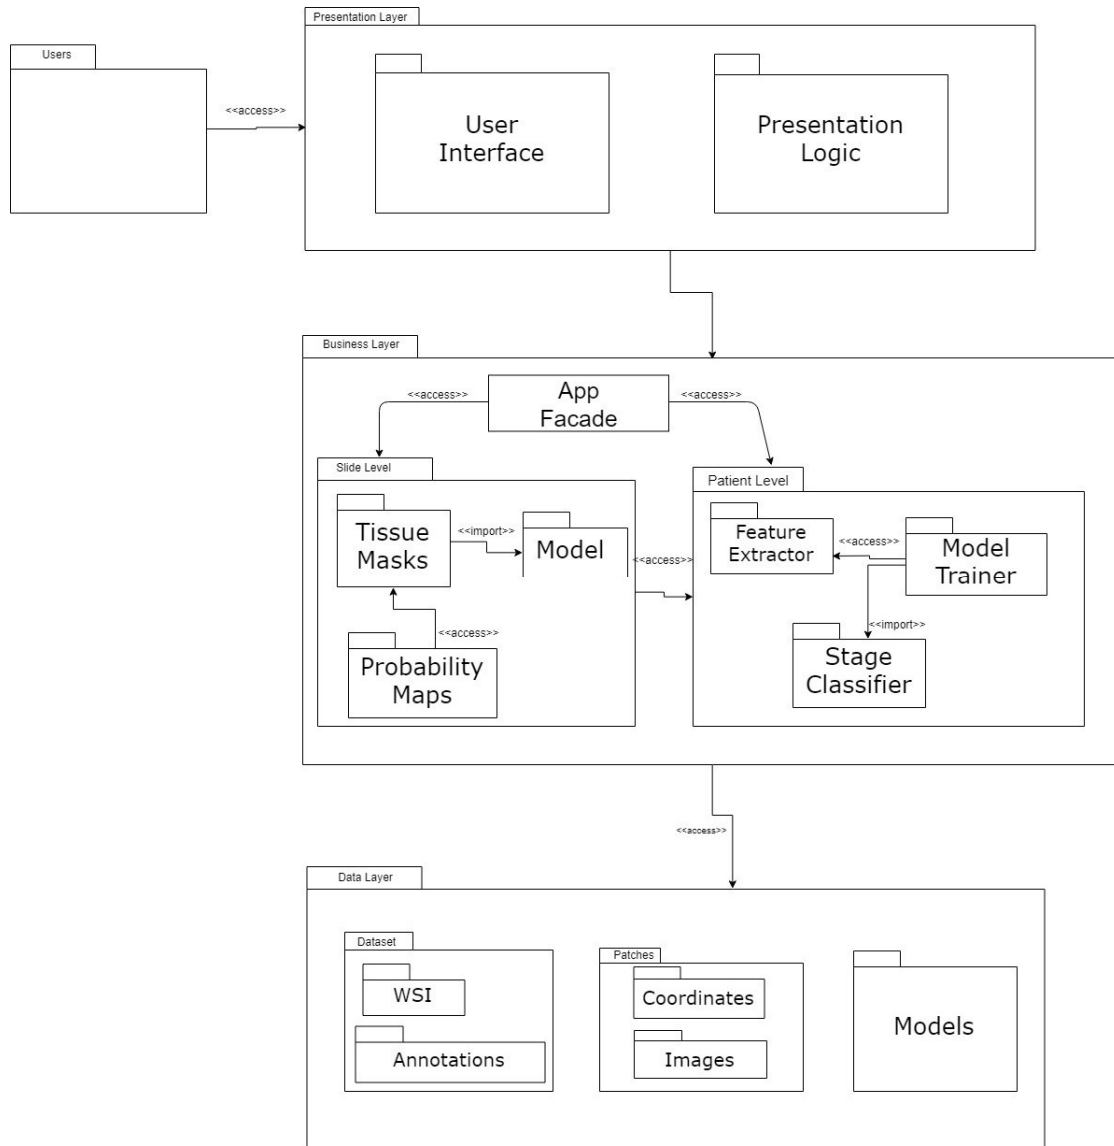 Presentation Layer
Users
<<access>>
User
Interface
Presentation
Logic
Business Layer
App
Facade
<<access>>
<<access>>
Slide Level
Patient Level
Tissue
Masks
<<import>>
Model
<<access>>
Feature
Extractor
<<access>>
Model
Trainer
<<access>>
Probability
Maps
<<import>>
Stage
Classifier
<<access>>
Data Layer
Dataset
WSI
Annotations
Patches
Coordinates
Images
Models